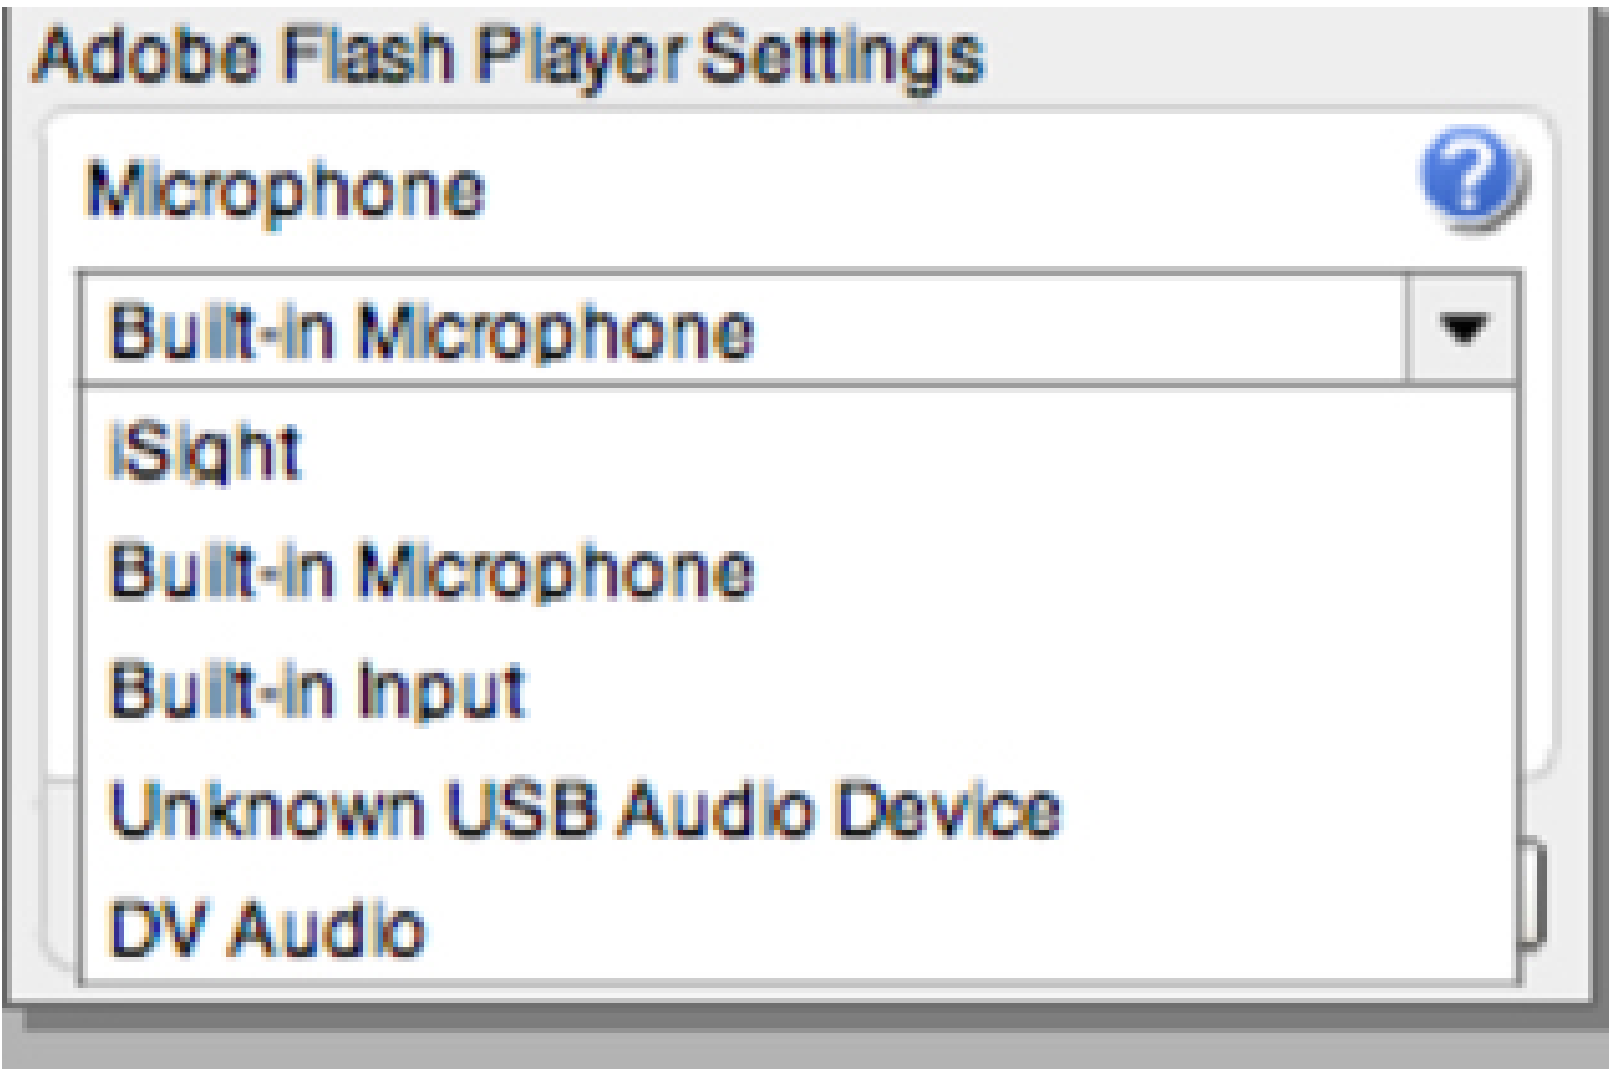 Adobe Flash Player Settings
Microphone
?
Built-in Microphone
iSight
Built-in Microphone
Built-in Input
Unknown USB Audio Device
DV Audio